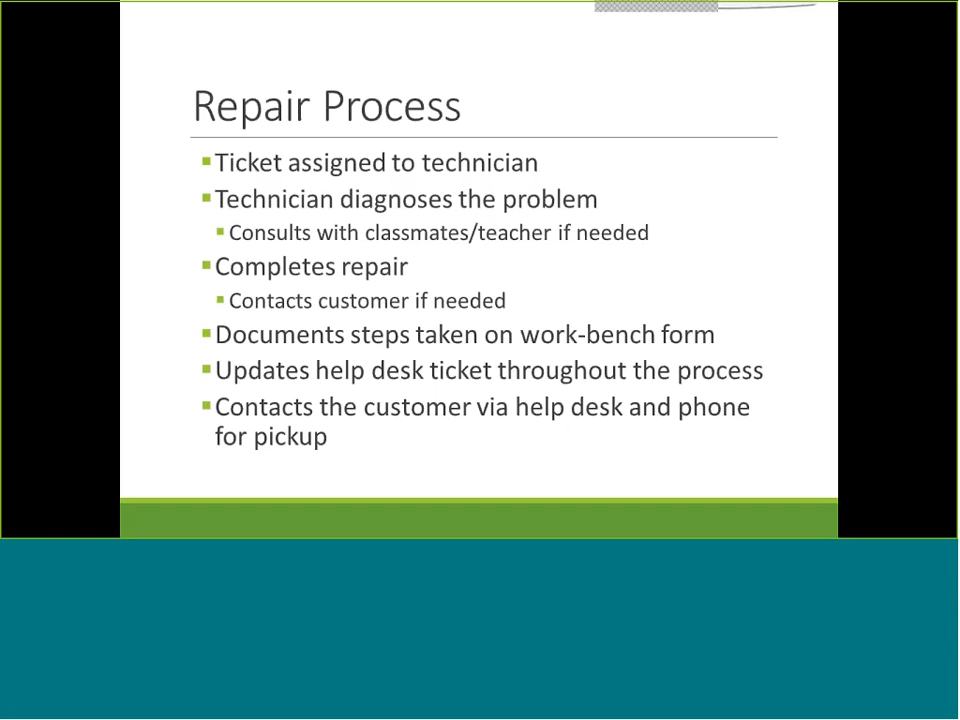 Repair Process
Ticket assigned to technician
Technician diagnoses the problem
Consults with classmates/teacher if needed
Completes repair
Contacts customer if needed
Documents steps taken on work-bench form
Updates help desk ticket throughout the process
Contacts the customer via help desk and phone
for pickup